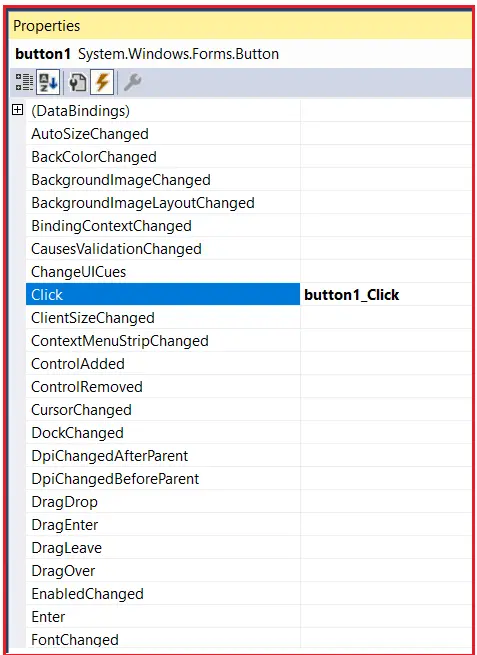 Properties
button1 System.Windows.Forms.Button
(DataBindings)
AutoSizeChanged
BackColorChanged
BackgroundImageChanged
BackgroundImageLayoutChanged
BindingContextChanged
CausesValidationChanged
ChangeUICues
Click button1_Click
ClientSizeChanged
ContextMenuStripChanged
ControlAdded
ControlRemoved
CursorChanged
DockChanged
DpiChangedAfterParent
DpiChangedBeforeParent
DragDrop
DragEnter
DragLeave
DragOver
EnabledChanged
Enter
FontChanged